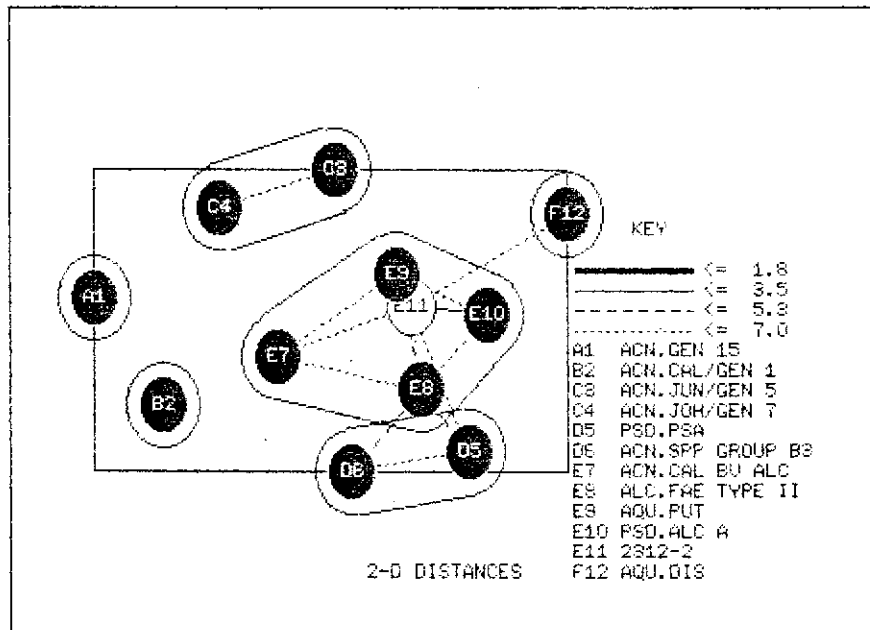 C3
C4
F12
KEY
E9
A1
<= 1.8
E11
<= 3.5
E10
<= 5.3
<= 7.0
E7
A1 ACN.GEN 15
B2 ACN.CAL/GEN 1
E8
C3 ACN.JUN/GEN 5
B2
C4 ACN.JOH/GEN 7
D5 PSD.PSA
D5
D6 ACN.SPP GROUP B3
D6
E7 ACN.CAL BV ALC
E8 ALC.FAE TYPE II
E9 AQU.PUT
E10 PSD.ALC A
E11 2312-2
2-D DISTANCES
F12 AQU.DIS